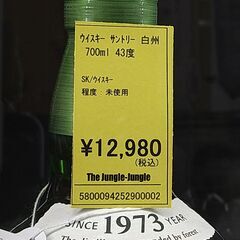 ウイスキー サントリー 白州
700ml 43度
SK/ウイスキー
程度：未使用
¥12,980
(税込)
The Jungle-Jungle
5800094252900002
SINCE 1973 YEAR
by forest